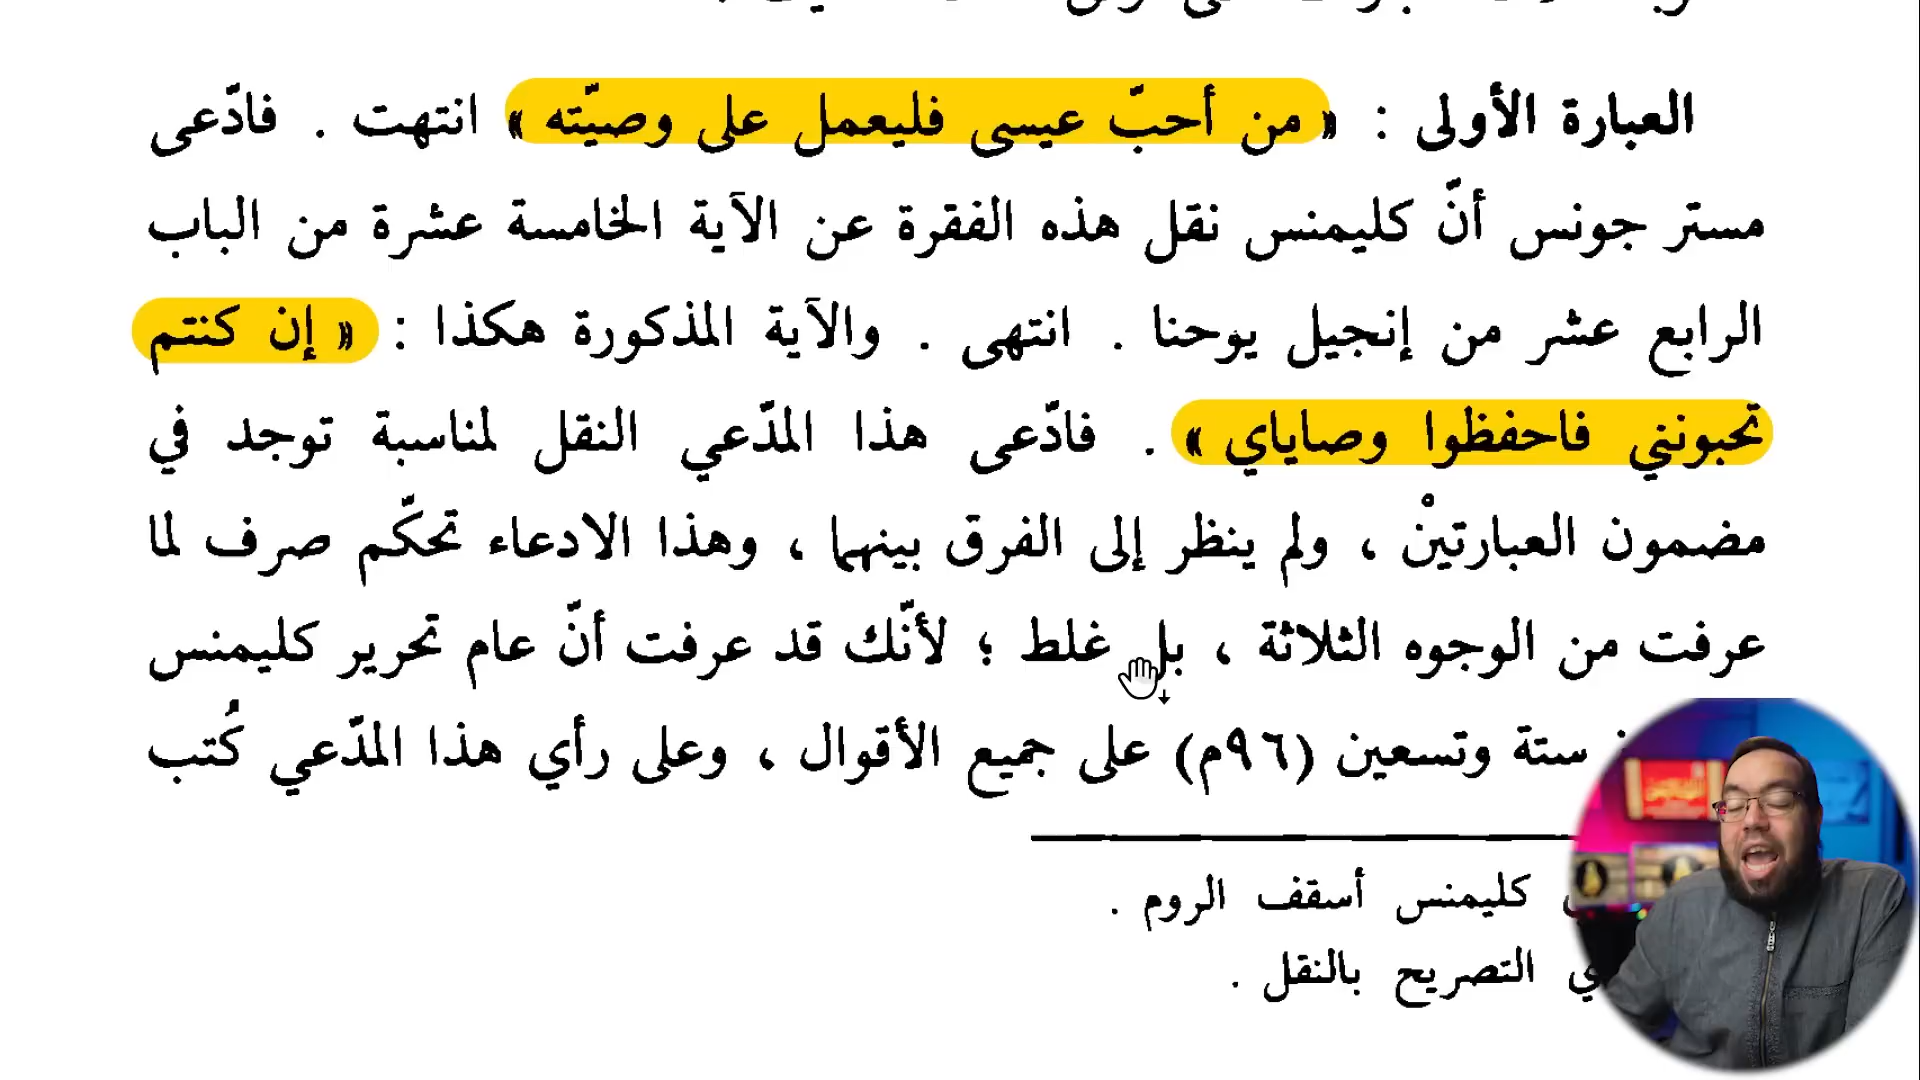 العبارة الأولى : « من أحبّ عيسى فليعمل على وصيّته » انتهت . فادّعى
مستر جونس أنّ كليمنس نقل هذه الفقرة عن الآية الخامسة عشرة من الباب
الرابع عشر من إنجيل يوحنا . انتهى . والآية المذكورة هكذا : « إن كنتم
تحبونني فاحفظوا وصاياي » . فادّعى هذا المدّعي النقل لمناسبة توجد في
مضمون العبارتيْن ، ولم ينظر إلى الفرق بينهما ، وهذا الادعاء تحكّم صرف لما
عرفت من الوجوه الثلاثة ، بل غلط ؛ لأنّك قد عرفت أنّ عام تحرير كليمنس
ستة وتسعين (٩٦م) على جميع الأقوال ، وعلى رأي هذا المدّعي كُتب
كليمنس أسقف الروم .
التصريح بالنقل .